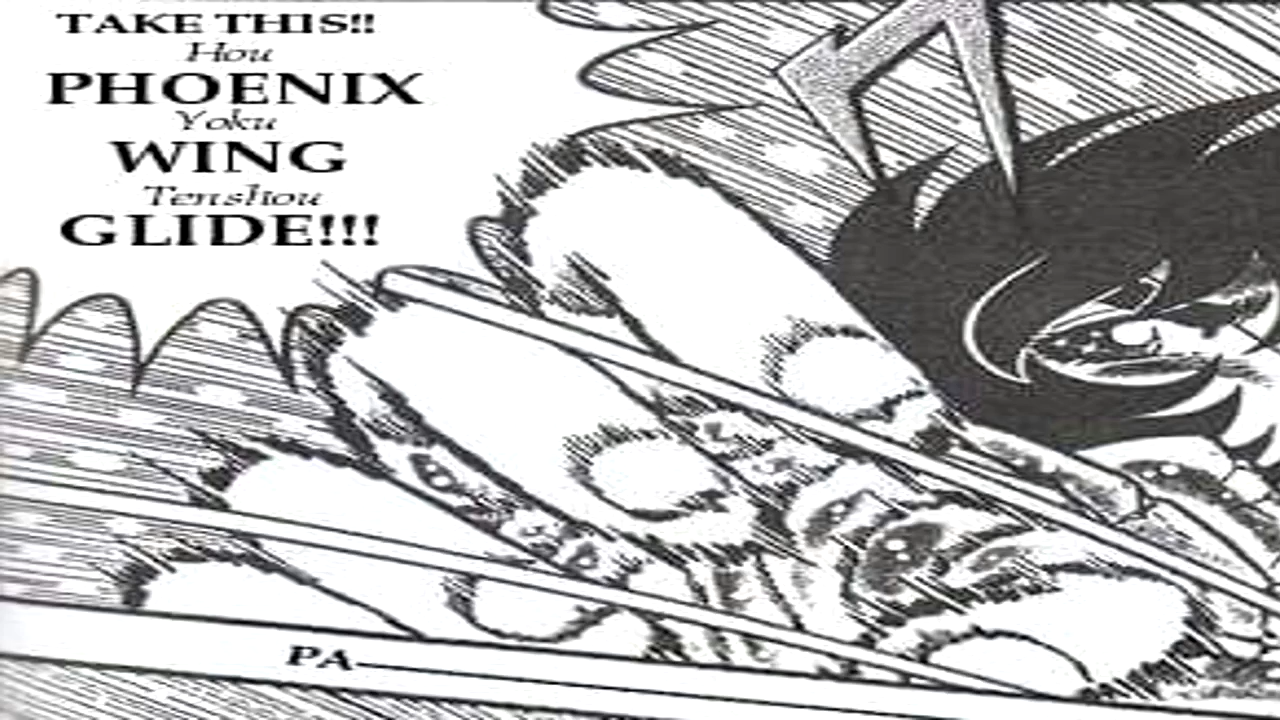 TAKE THIS!!
Hou
PHOENIX
Yoku
WING
Tenshou
GLIDE!!!
PA